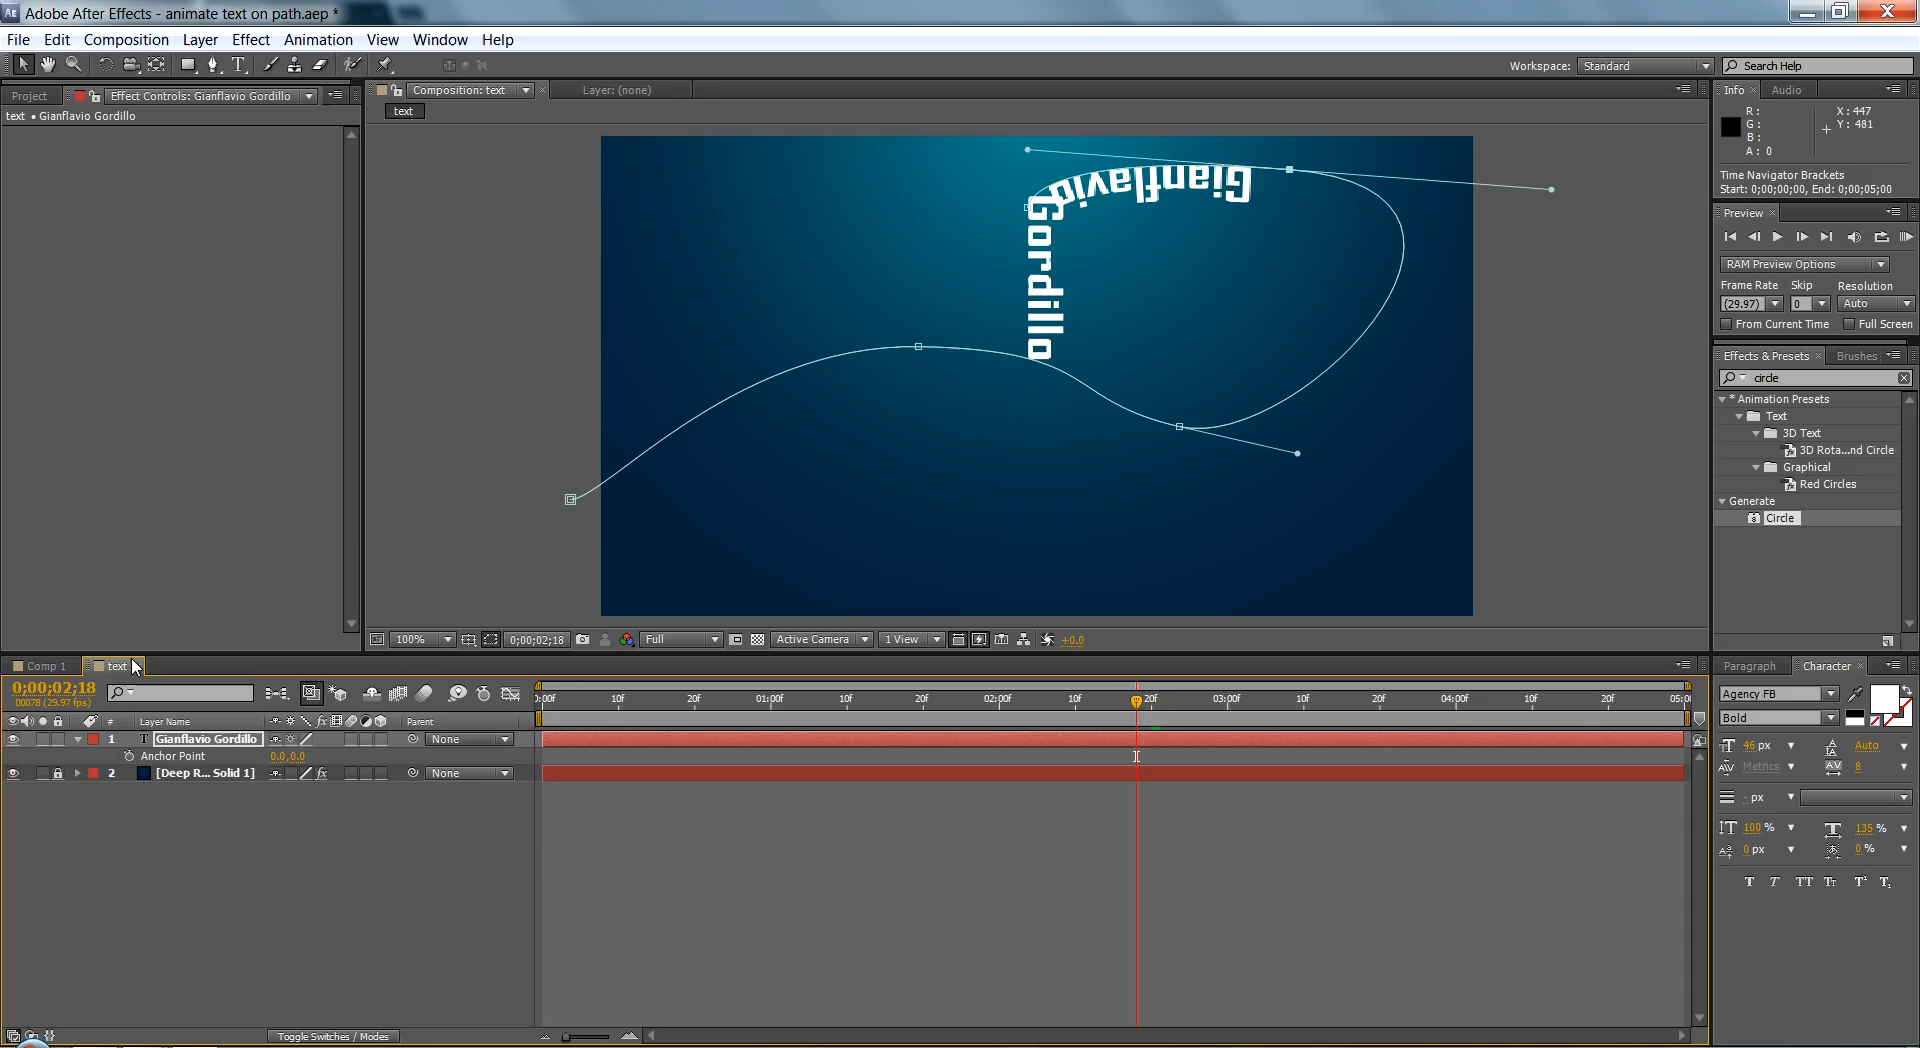 Adobe After Effects - animate text on path.aep *
File Edit Composition Layer Effect Animation View Window Help
Workspace: Standard Search Help
Project Effect Controls: Gianflavio Gordillo
text • Gianflavio Gordillo
Composition: text Layer: (none)
text
Gianflavio
Gordillo
100% 0;00;02;18 Full Active Camera 1 View +0.0
Info Audio
R: X: 447
G: Y: 481
B:
A: 0
Time Navigator Brackets
Start: 0;00;00;00, End: 0;00;05;00
Preview
RAM Preview Options
Frame Rate Skip Resolution
(29.97) 0 Auto
From Current Time Full Screen
Effects & Presets Brushes
circle
* Animation Presets
Text
3D Text
3D Rota...nd Circle
Graphical
Red Circles
Generate
Circle
Comp 1 text
0;00;02;18
00078 (29.97 fps)
0:00f 10f 20f 01:00f 10f 20f 02:00f 10f 20f 03:00f 10f 20f 04:00f 10f 20f 05:0
# Layer Name fx Parent
1 T Gianflavio Gordillo None
Anchor Point 0.0,0.0
2 [Deep R... Solid 1] fx None
Toggle Switches / Modes
Paragraph Character
Agency FB
Bold
46 px Auto
Metrics 8
- px
100 % 135 %
0 px 0 %
T T TT Tt T¹ T₁